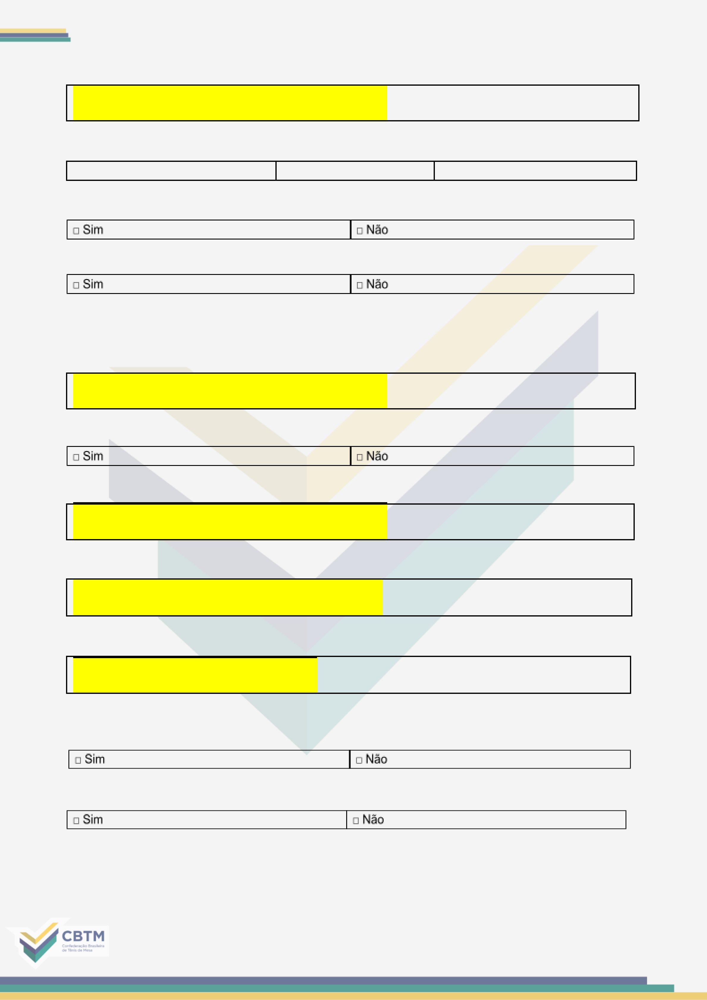 □ Sim □ Não
□ Sim □ Não
□ Sim □ Não
□ Sim □ Não
□ Sim □ Não
CBTM
Confederação Brasileira
de Tênis de Mesa